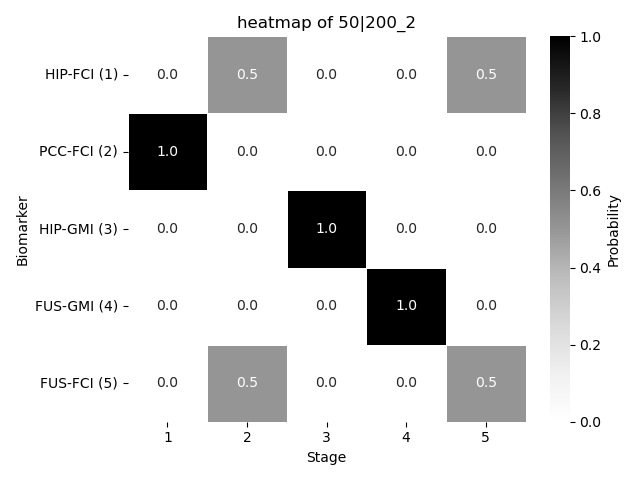 heatmap of 50|200_2
Biomarker
HIP-FCI (1) 0.0 0.5 0.0 0.0 0.5
PCC-FCI (2) 1.0 0.0 0.0 0.0 0.0
HIP-GMI (3) 0.0 0.0 1.0 0.0 0.0
FUS-GMI (4) 0.0 0.0 0.0 1.0 0.0
FUS-FCI (5) 0.0 0.5 0.0 0.0 0.5
1 2 3 4 5
Stage
1.0
0.8
0.6
0.4
0.2
0.0
Probability